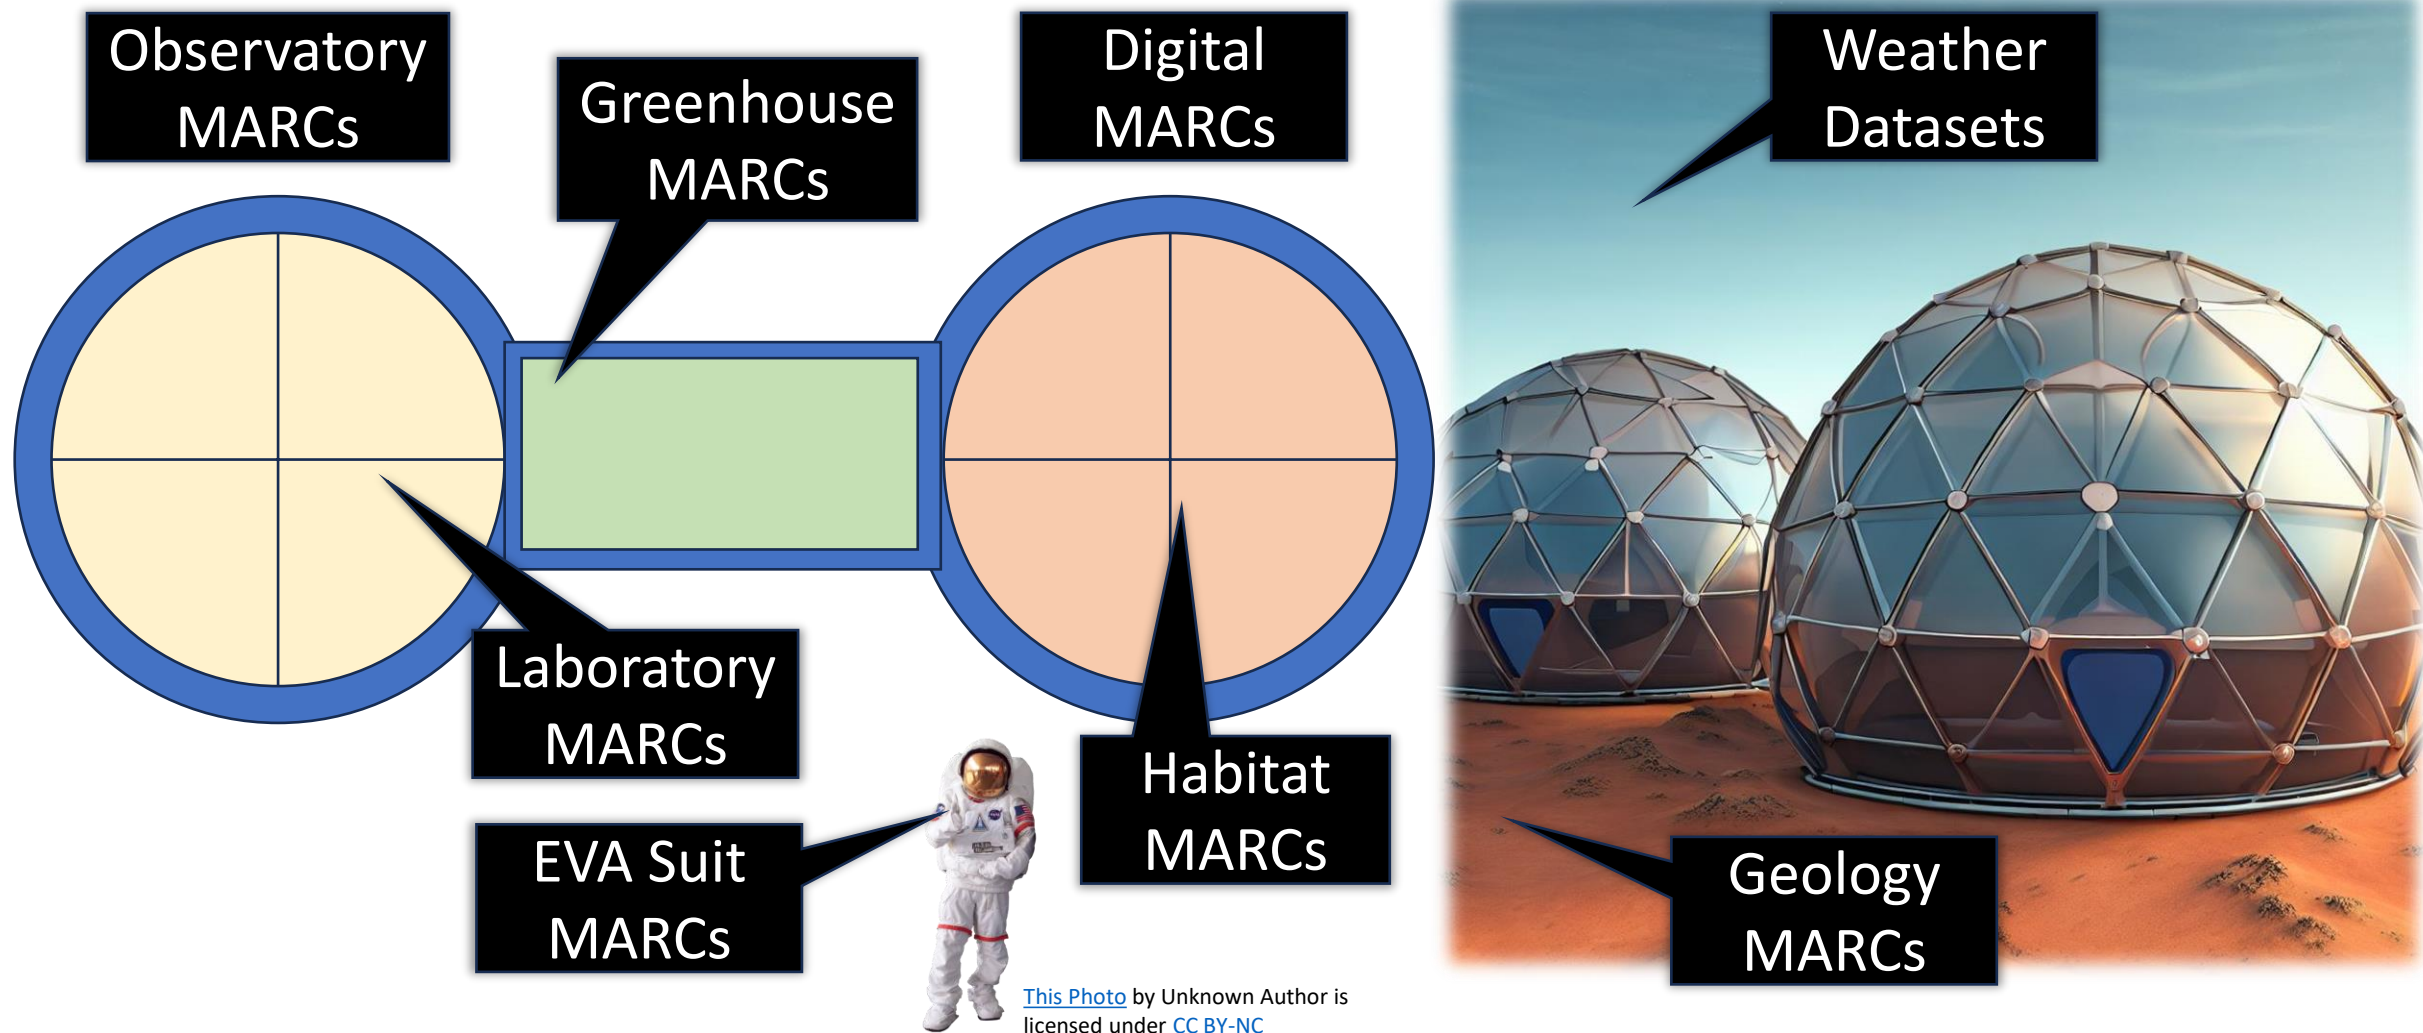 Observatory
MARCs
Greenhouse
MARCs
Digital
MARCs
Weather
Datasets
Laboratory
MARCs
EVA Suit
MARCs
Habitat
MARCs
Geology
MARCs
This Photo by Unknown Author is
licensed under CC BY-NC